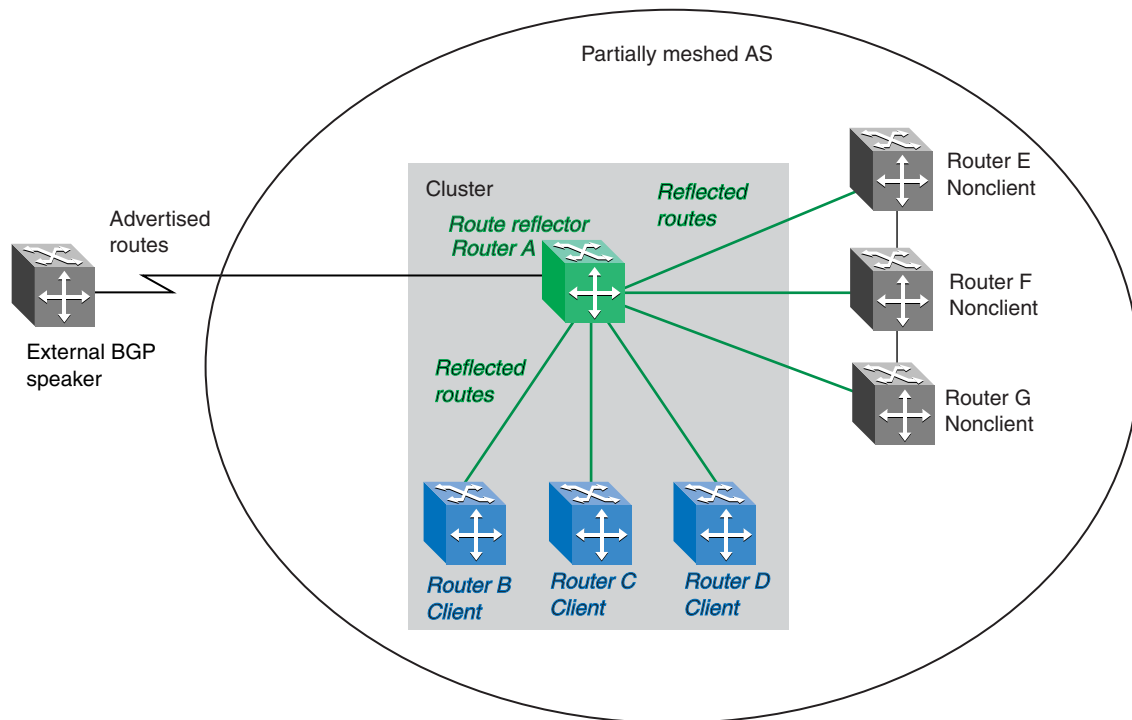 Partially meshed AS
Router E
Nonclient
Cluster
Reflected
routes
Advertised
routes
Route reflector
Router A
Router F
Nonclient
External BGP
speaker
Reflected
routes
Router G
Nonclient
Router B
Client
Router C
Client
Router D
Client